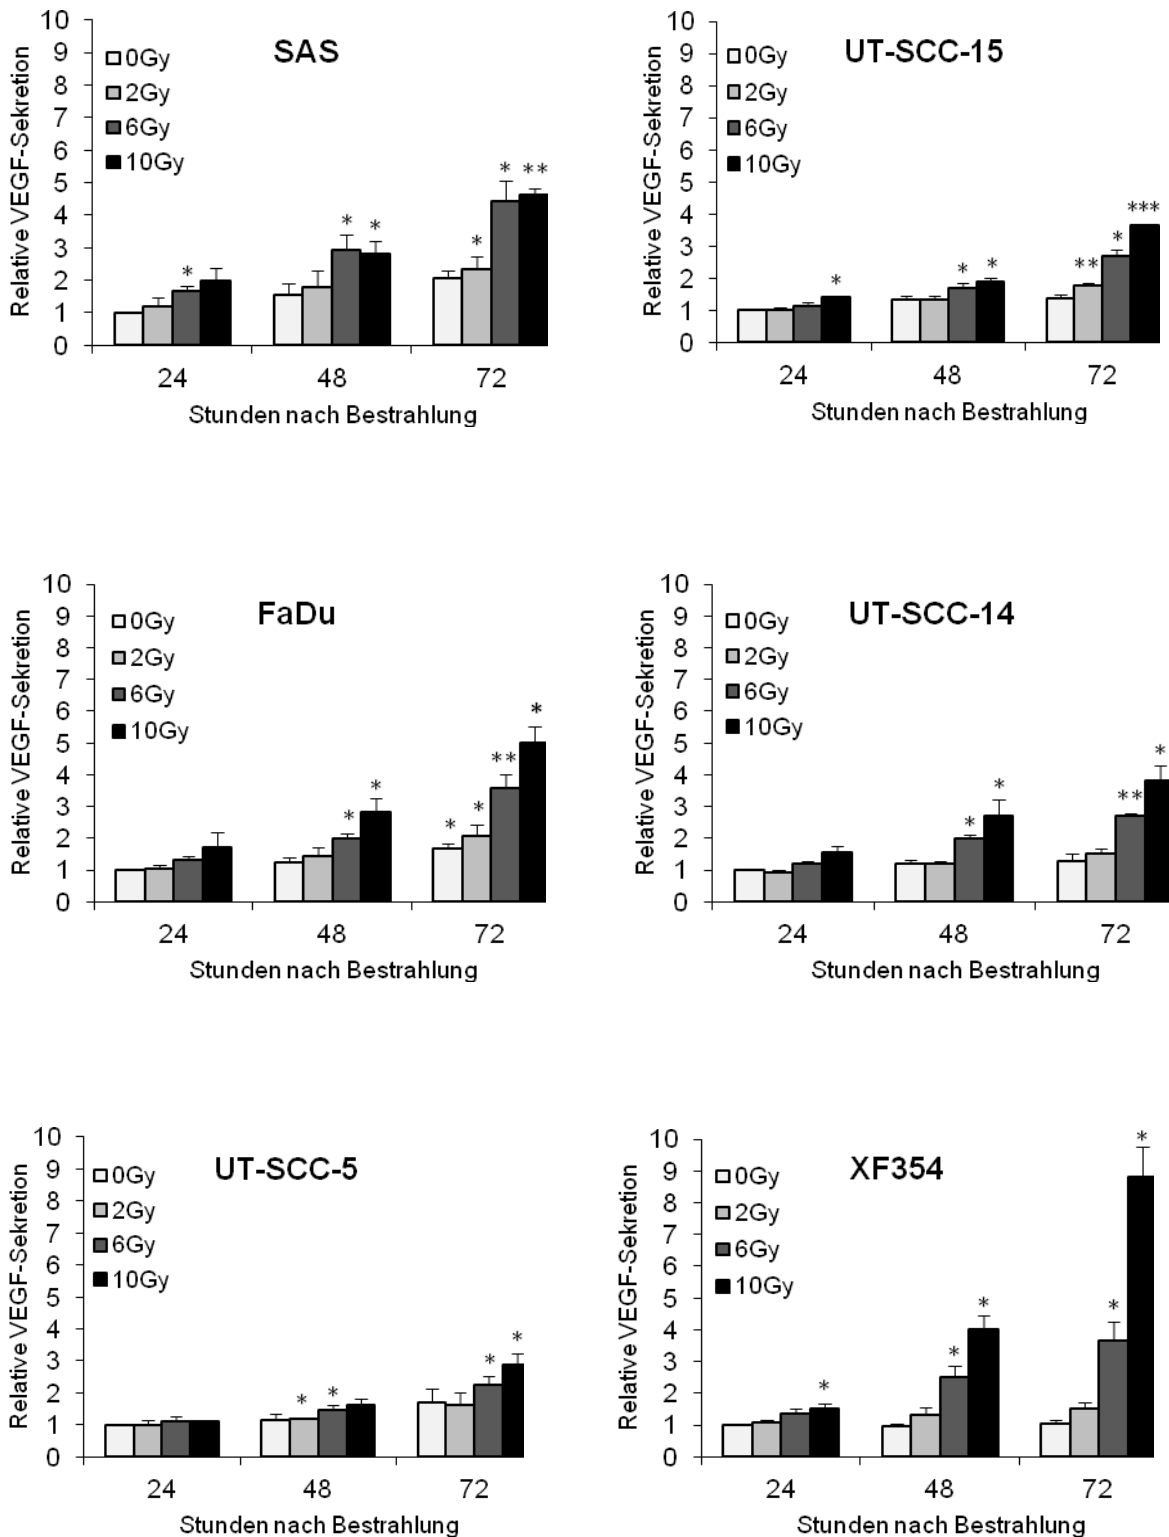 SAS
Relative VEGF-Sekretion
10
9
8
7
6
5
4
3
2
1
0
0Gy
2Gy
6Gy
10Gy
*
*
*
*
*
**
24 48 72
Stunden nach Bestrahlung
UT-SCC-15
Relative VEGF-Sekretion
10
9
8
7
6
5
4
3
2
1
0
0Gy
2Gy
6Gy
10Gy
*
*
*
**
*
***
24 48 72
Stunden nach Bestrahlung
FaDu
Relative VEGF-Sekretion
10
9
8
7
6
5
4
3
2
1
0
0Gy
2Gy
6Gy
10Gy
*
*
*
*
**
*
24 48 72
Stunden nach Bestrahlung
UT-SCC-14
Relative VEGF-Sekretion
10
9
8
7
6
5
4
3
2
1
0
0Gy
2Gy
6Gy
10Gy
*
*
**
*
24 48 72
Stunden nach Bestrahlung
UT-SCC-5
Relative VEGF-Sekretion
10
9
8
7
6
5
4
3
2
1
0
0Gy
2Gy
6Gy
10Gy
*
*
*
*
24 48 72
Stunden nach Bestrahlung
XF354
Relative VEGF-Sekretion
10
9
8
7
6
5
4
3
2
1
0
0Gy
2Gy
6Gy
10Gy
*
*
*
*
*
24 48 72
Stunden nach Bestrahlung